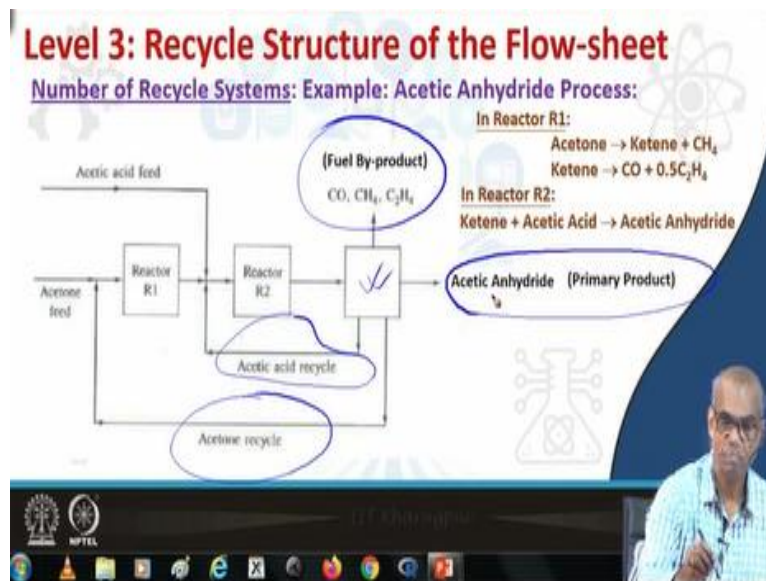 Level 3: Recycle Structure of the Flow-sheet
Number of Recycle Systems: Example: Acetic Anhydride Process:
In Reactor R1:
Acetone → Ketene + CH₄
Ketene → CO + 0.5C₂H₄
In Reactor R2:
Ketene + Acetic Acid → Acetic Anhydride
(Fuel By-product)
CO, CH₄, C₂H₄
Acetic acid feed
Reactor
R1
Reactor
R2
Acetone
feed
Acetic Anhydride (Primary Product)
Acetic acid recycle
Acetone recycle
NPTEL